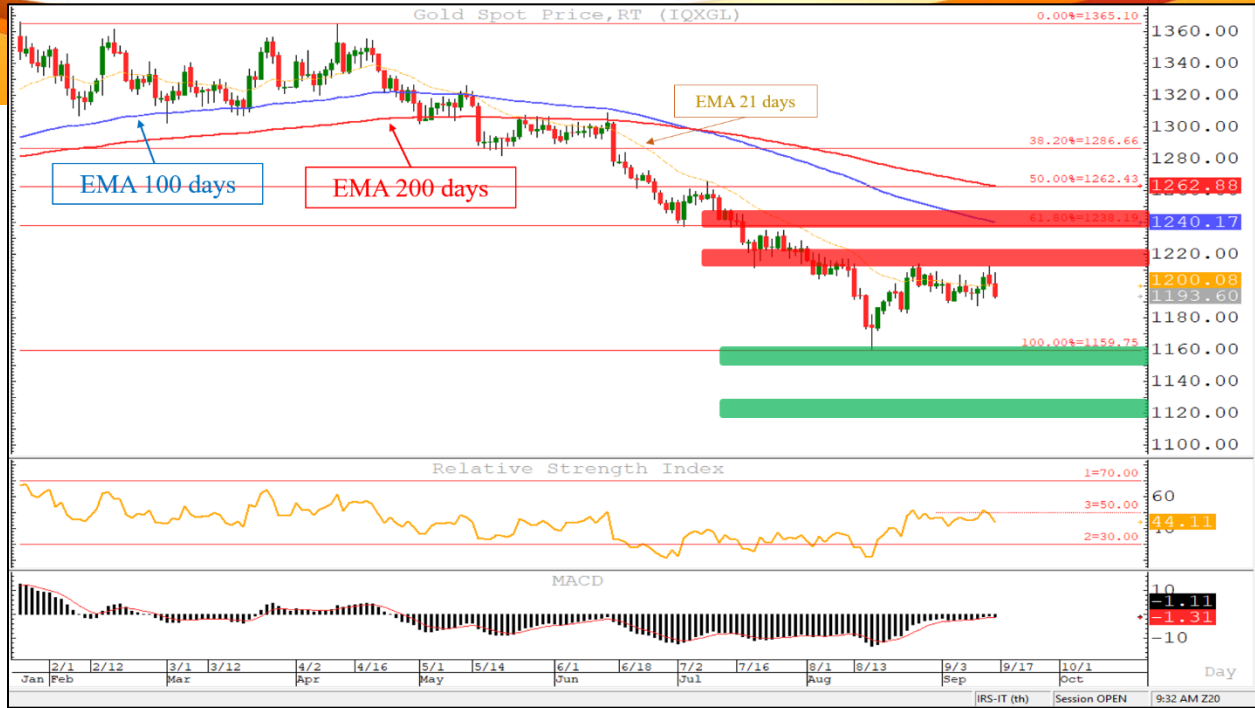 Gold Spot Price,RT (IQXGL)
0.00%=1365.10
1360.00
1340.00
1320.00
EMA 21 days
1300.00
38.20%=1286.66
1280.00
EMA 100 days
EMA 200 days
50.00%=1262.43
1262.88
61.80%=1238.19
1240.17
1220.00
1200.08
1193.60
1180.00
100.00%=1159.75
1160.00
1140.00
1120.00
1100.00
Relative Strength Index
1=70.00
60
3=50.00
44.11
2=30.00
MACD
10
-1.11
-1.31
-10
2/1 2/12 3/1 3/12 4/2 4/16 5/1 5/14 6/1 6/18 7/2 7/16 8/1 8/13 9/3 9/17 10/1
Jan Feb Mar Apr May Jun Jul Aug Sep Oct
Day
IRS-IT (th) Session OPEN 9:32 AM Z20